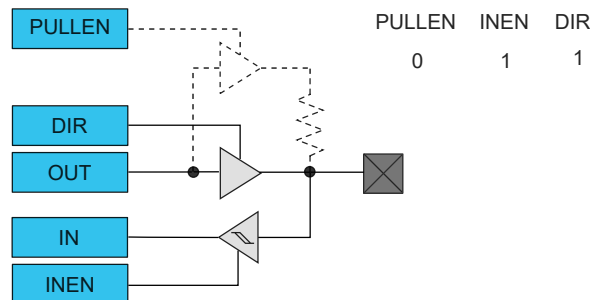 PULLEN
PULLEN INEN DIR
0 1 1
DIR
OUT
IN
INEN